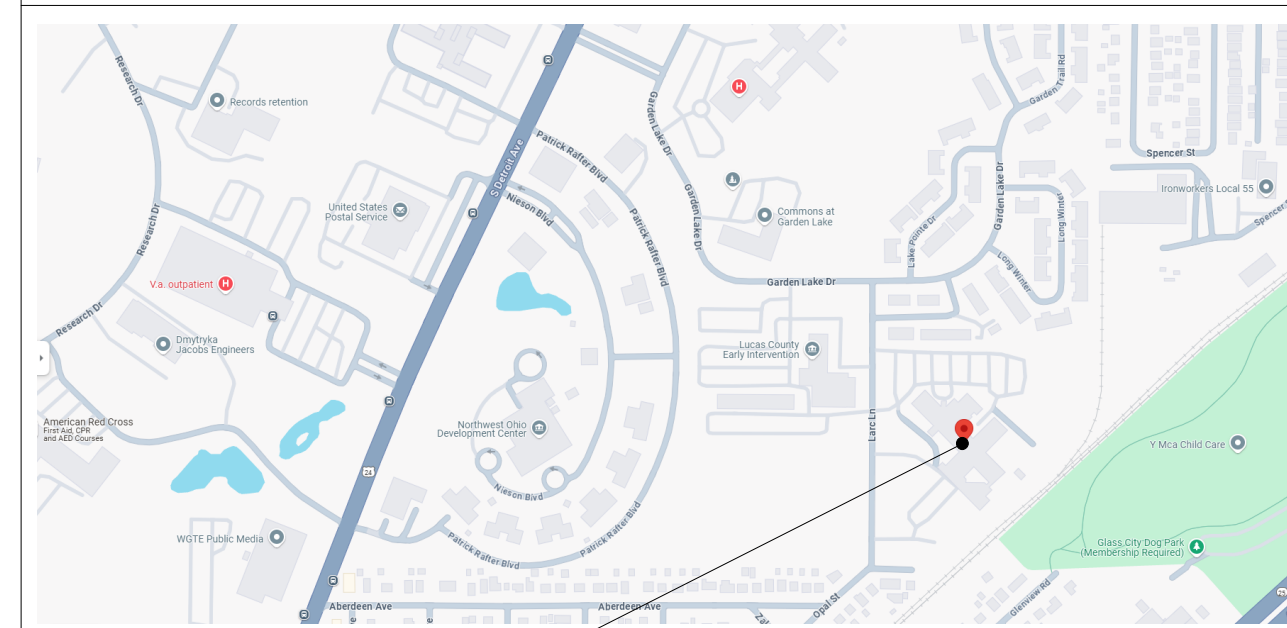 Research Dr
Records retention
S Detroit Ave
Patrick Rafter Blvd
Garden Lake Dr
H
Garden Trail Rd
Spencer St
Ironworkers Local 55
Spencer
United States
Postal Service
Nieson Blvd
Patrick Rafter Blvd
Garden Lake Dr
Commons at
Garden Lake
Lake Pointe Dr
Garden Lake Dr
Long Winter
Long Winter
Research Dr
V.a. outpatient
H
Garden Lake Dr
Research Dr
Dmytryka
Jacobs Engineers
Lucas County
Early Intervention
American Red Cross
First Aid, CPR
and AED Courses
Northwest Ohio
Development Center
Larc Ln
Y Mca Child Care
24
Nieson Blvd
WGTE Public Media
Patrick Rafter Blvd
Patrick Rafter Blvd
Glass City Dog Park
(Membership Required)
Aberdeen Ave
Aberdeen Ave
Opal St
Glenview Rd
25